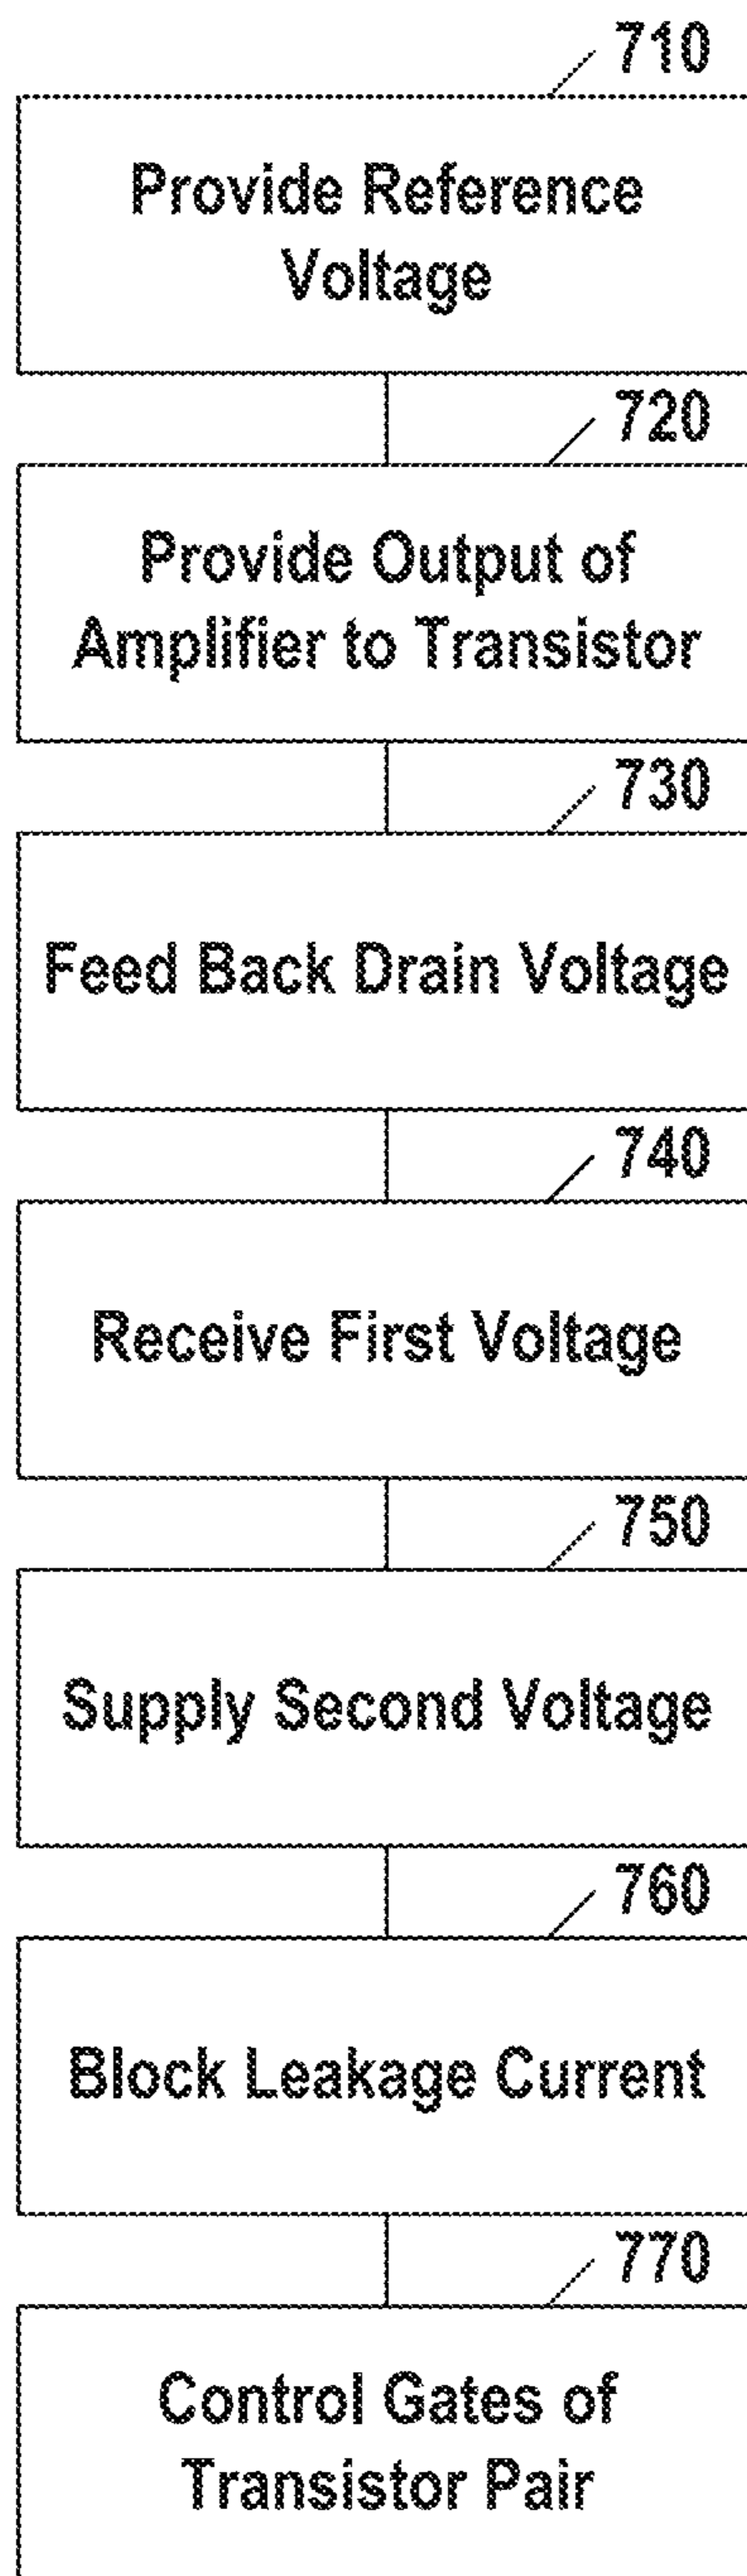 710
Provide Reference
Voltage
720
Provide Output of
Amplifier to Transistor
730
Feed Back Drain Voltage
740
Receive First Voltage
750
Supply Second Voltage
760
Block Leakage Current
770
Control Gates of
Transistor Pair